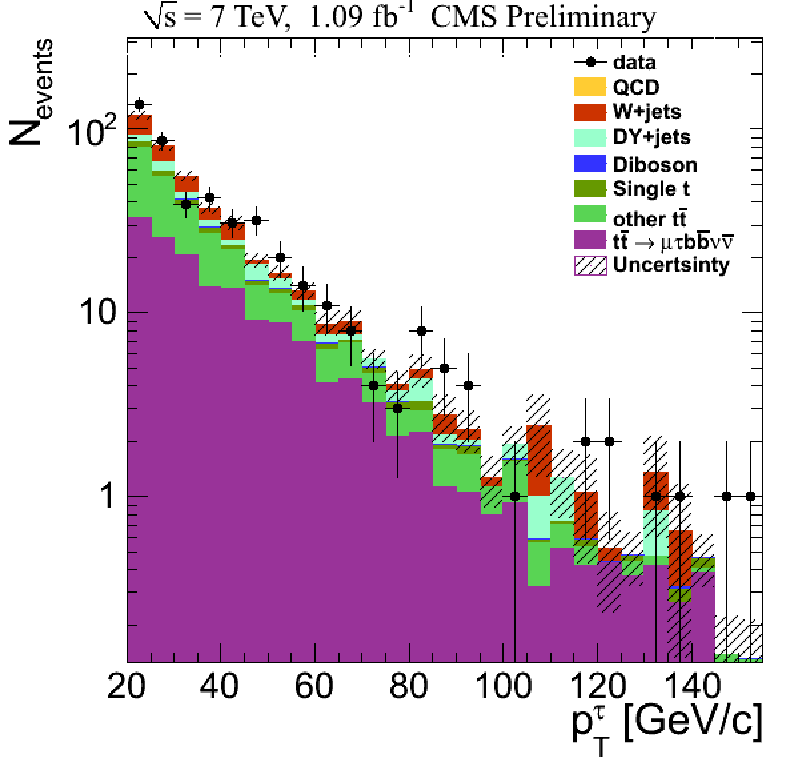 √s = 7 TeV, 1.09 fb⁻¹ CMS Preliminary
N_events
10²
10
1
data
QCD
W+jets
DY+jets
Diboson
Single t
other tt̄
tt̄ → μτbb̄νν̄
Uncertsinty
20 40 60 80 100 120 140
p_T^τ [GeV/c]